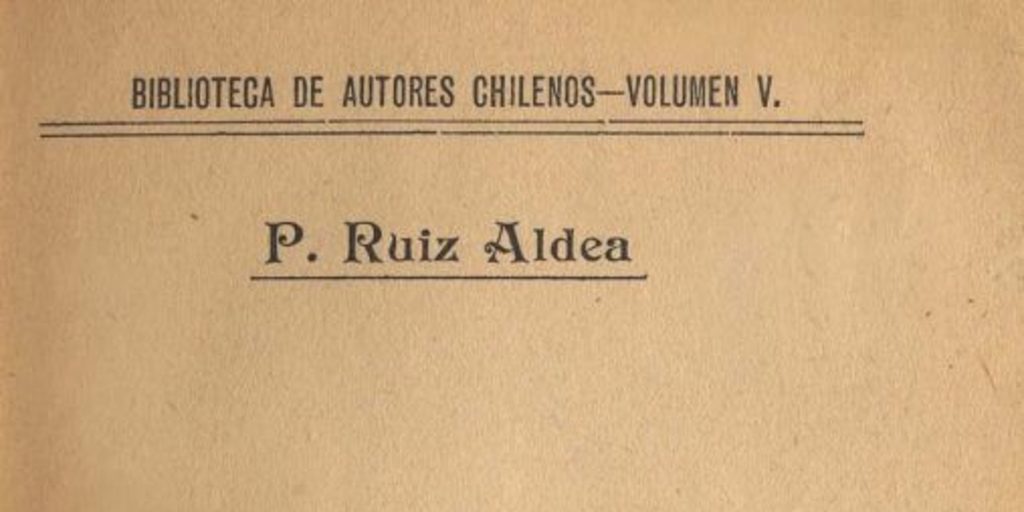 BIBLIOTECA DE AUTORES CHILENOS—VOLUMEN V.
P. Ruiz Aldea